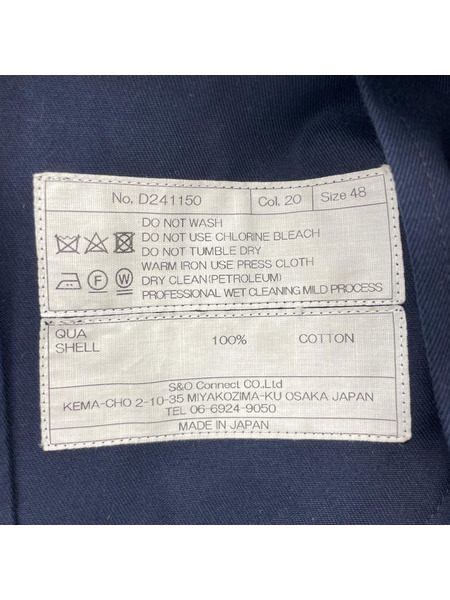 No, D241150 Col. 20 Size 48
DO NOT WASH
DO NOT USE CHLORINE BLEACH
DO NOT TUMBLE DRY
WARM IRON USE PRESS CLOTH
DRY CLEAN (PETROLEUM)
PROFESSIONAL WET CLEANING MILD PROCESS
F W
QUA
SHELL 100% COTTON
S&O Connect CO.,Ltd
KEMA-CHO 2-10-35 MIYAKOZIMA-KU OSAKA JAPAN
TEL 06-6924-9050
MADE IN JAPAN